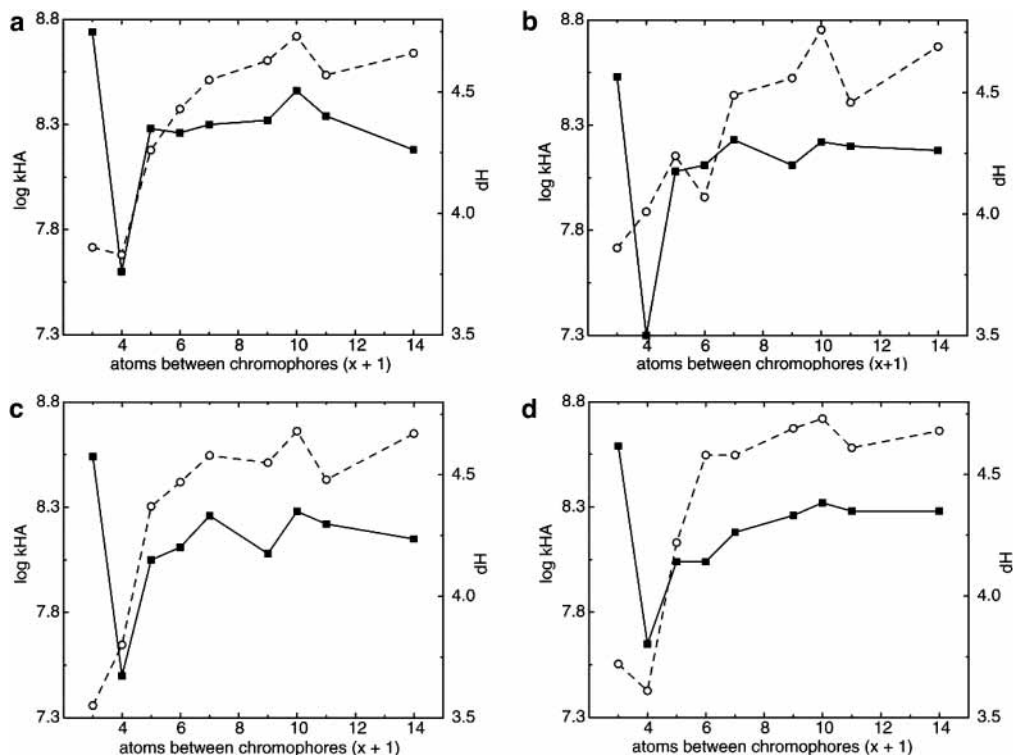 a
8.8
8.3
7.8
7.3
log kHA
4.5
4.0
3.5
dH
4 6 8 10 12 14
atoms between chromophores (x + 1)
b
8.8
8.3
7.8
7.3
log kHA
4.5
4.0
3.5
dH
4 6 8 10 12 14
atoms between chromophores (x+1)
c
8.8
8.3
7.8
7.3
log kHA
4.5
4.0
3.5
dH
4 6 8 10 12 14
atoms between chromophores (x + 1)
d
8.8
8.3
7.8
7.3
log kHA
4.5
4.0
3.5
dH
4 6 8 10 12 14
atoms between chromophores (x + 1)